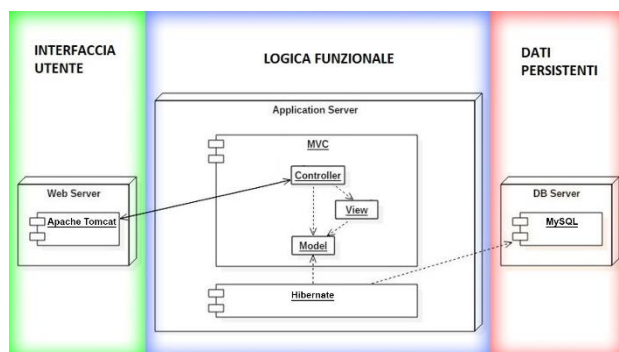 INTERFACCIA
UTENTE
LOGICA FUNZIONALE
DATI
PERSISTENTI
Application Server
MVC
Controller
View
Model
Hibernate
Web Server
Apache Tomcat
DB Server
MySQL